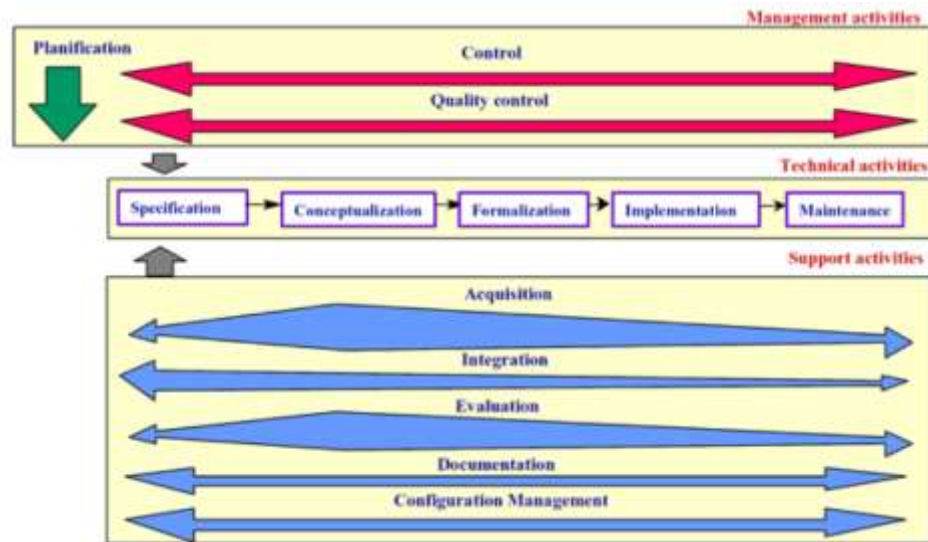 Management activities
Planification
Control
Quality control
Technical activities
Specification
Conceptualization
Formalization
Implementation
Maintenance
Support activities
Acquisition
Integration
Evaluation
Documentation
Configuration Management